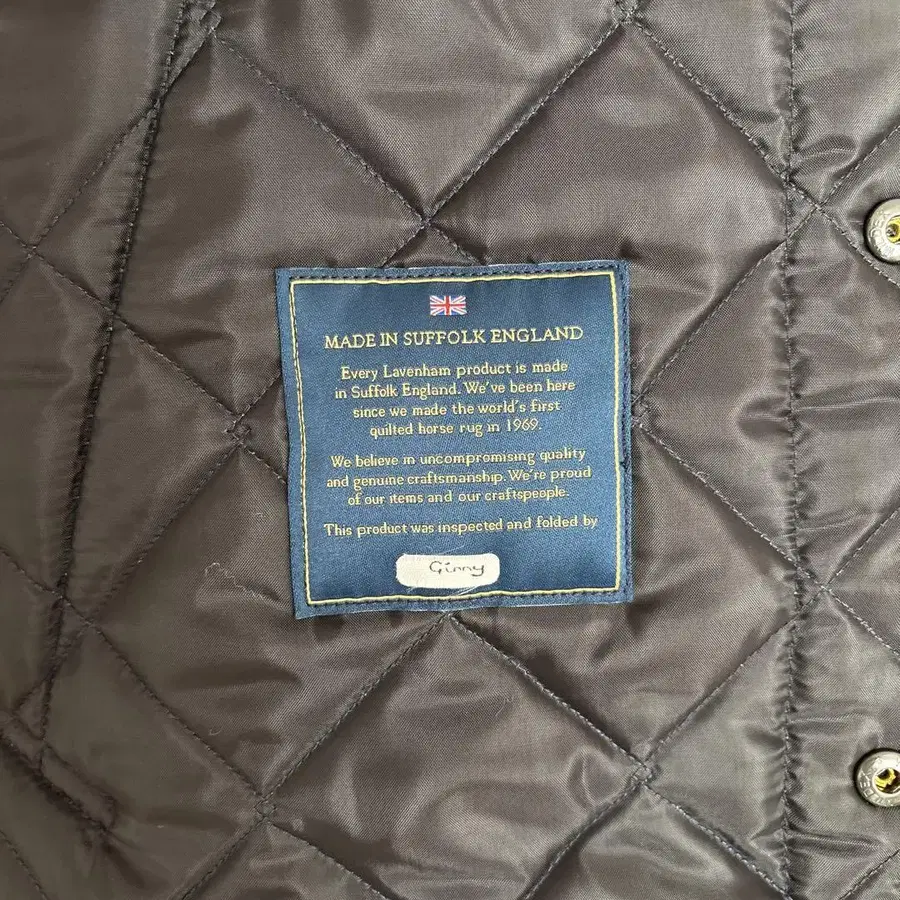 MADE IN SUFFOLK ENGLAND
Every Lavenham product is made
in Suffolk England. We've been here
since we made the world's first
quilted horse rug in 1969.
We believe in uncompromising quality
and genuine craftsmanship. We're proud
of our items and our craftspeople.
This product was inspected and folded by
Ginny